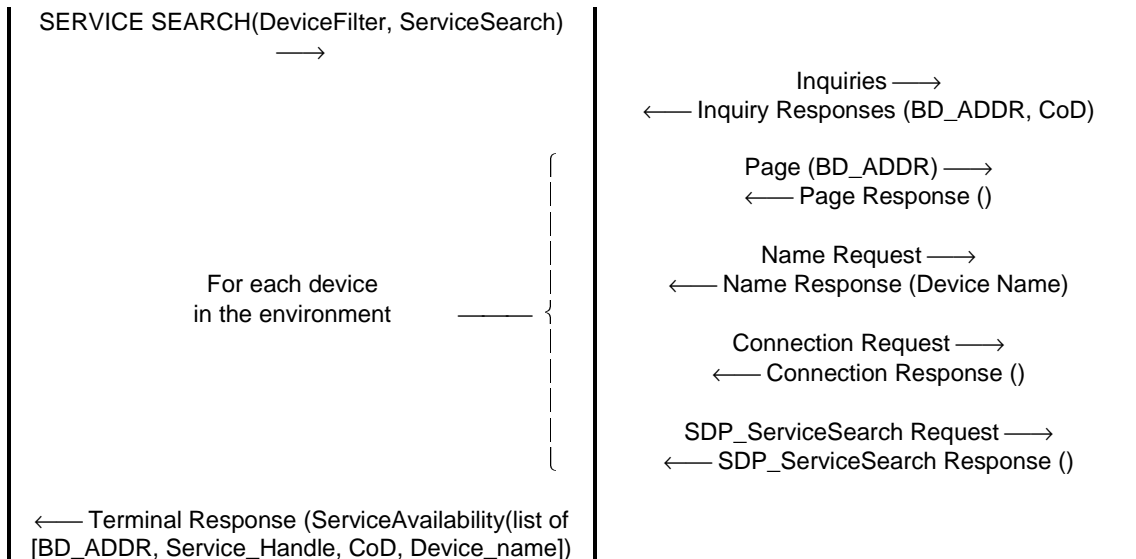 SERVICE SEARCH(DeviceFilter, ServiceSearch)
⟶
Inquiries ⟶
⟵ Inquiry Responses (BD_ADDR, CoD)
Page (BD_ADDR) ⟶
⟵ Page Response ()
Name Request ⟶
⟵ Name Response (Device Name)
For each device
in the environment
Connection Request ⟶
⟵ Connection Response ()
SDP_ServiceSearch Request ⟶
⟵ SDP_ServiceSearch Response ()
⟵ Terminal Response (ServiceAvailability(list of
[BD_ADDR, Service_Handle, CoD, Device_name])